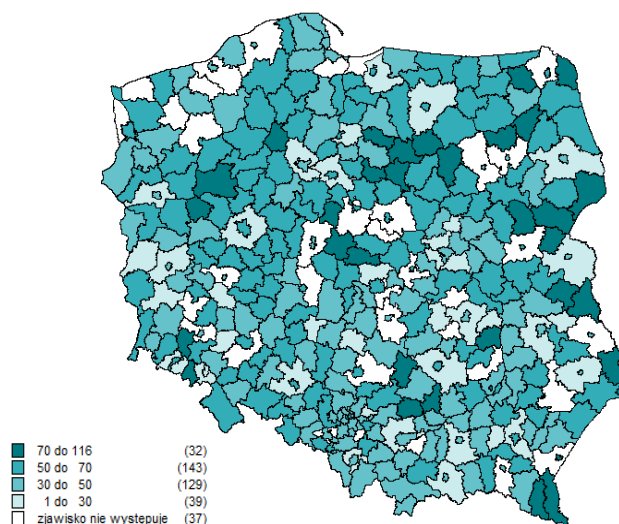 70 do 116 (32)
50 do 70 (143)
30 do 50 (129)
1 do 30 (39)
zjawisko nie występuje (37)